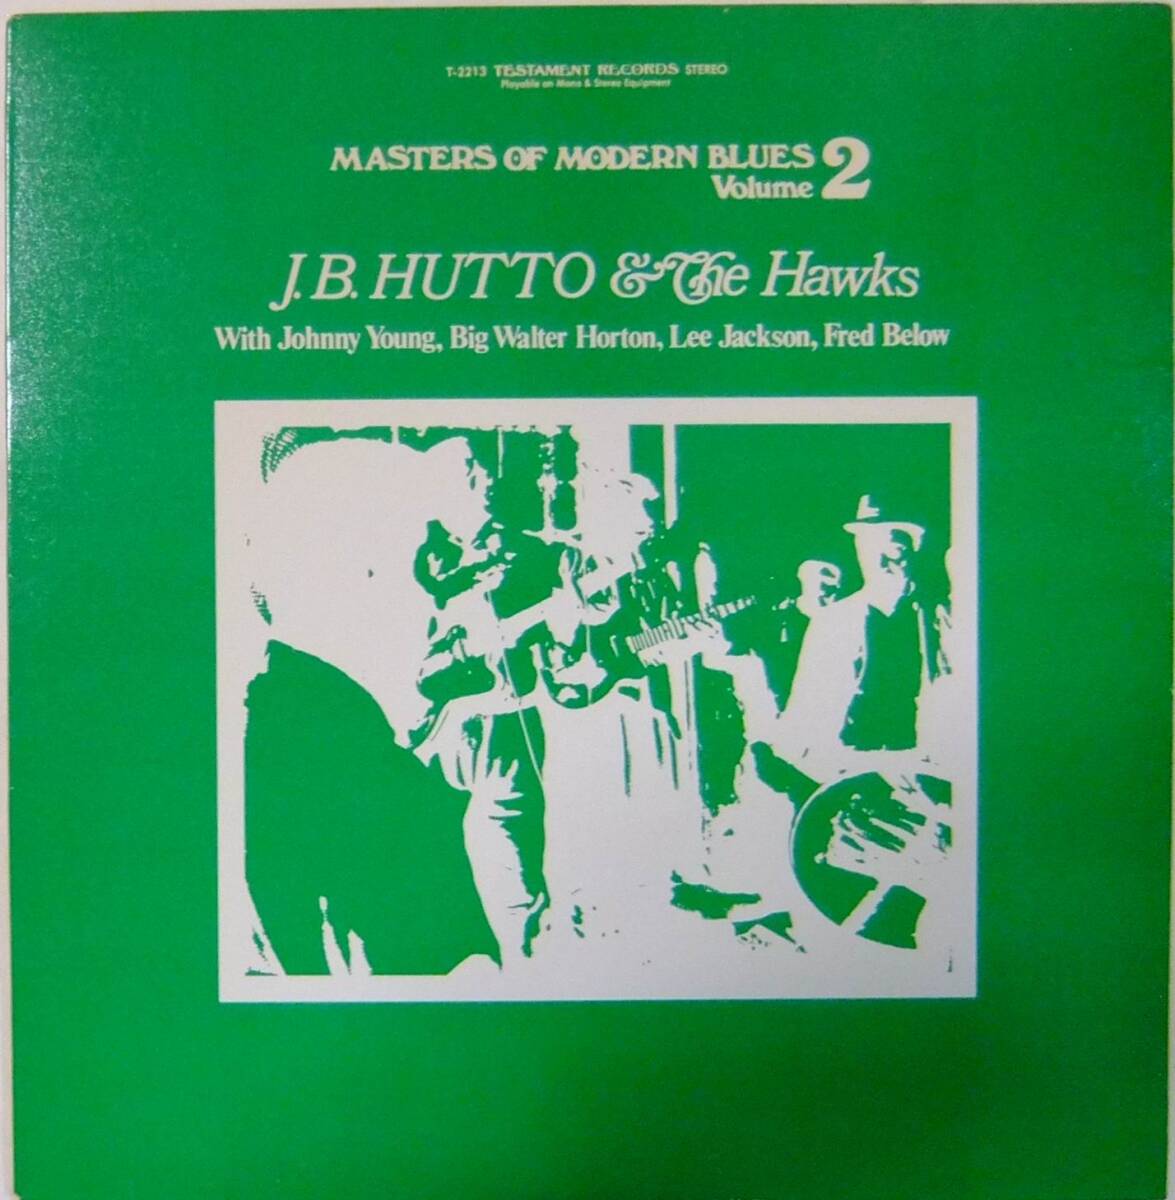 T-2213 TESTAMENT RECORDS STEREO
Playable on Mono & Stereo Equipment
MASTERS OF MODERN BLUES
Volume 2
J.B. HUTTO & The Hawks
With Johnny Young, Big Walter Horton, Lee Jackson, Fred Below